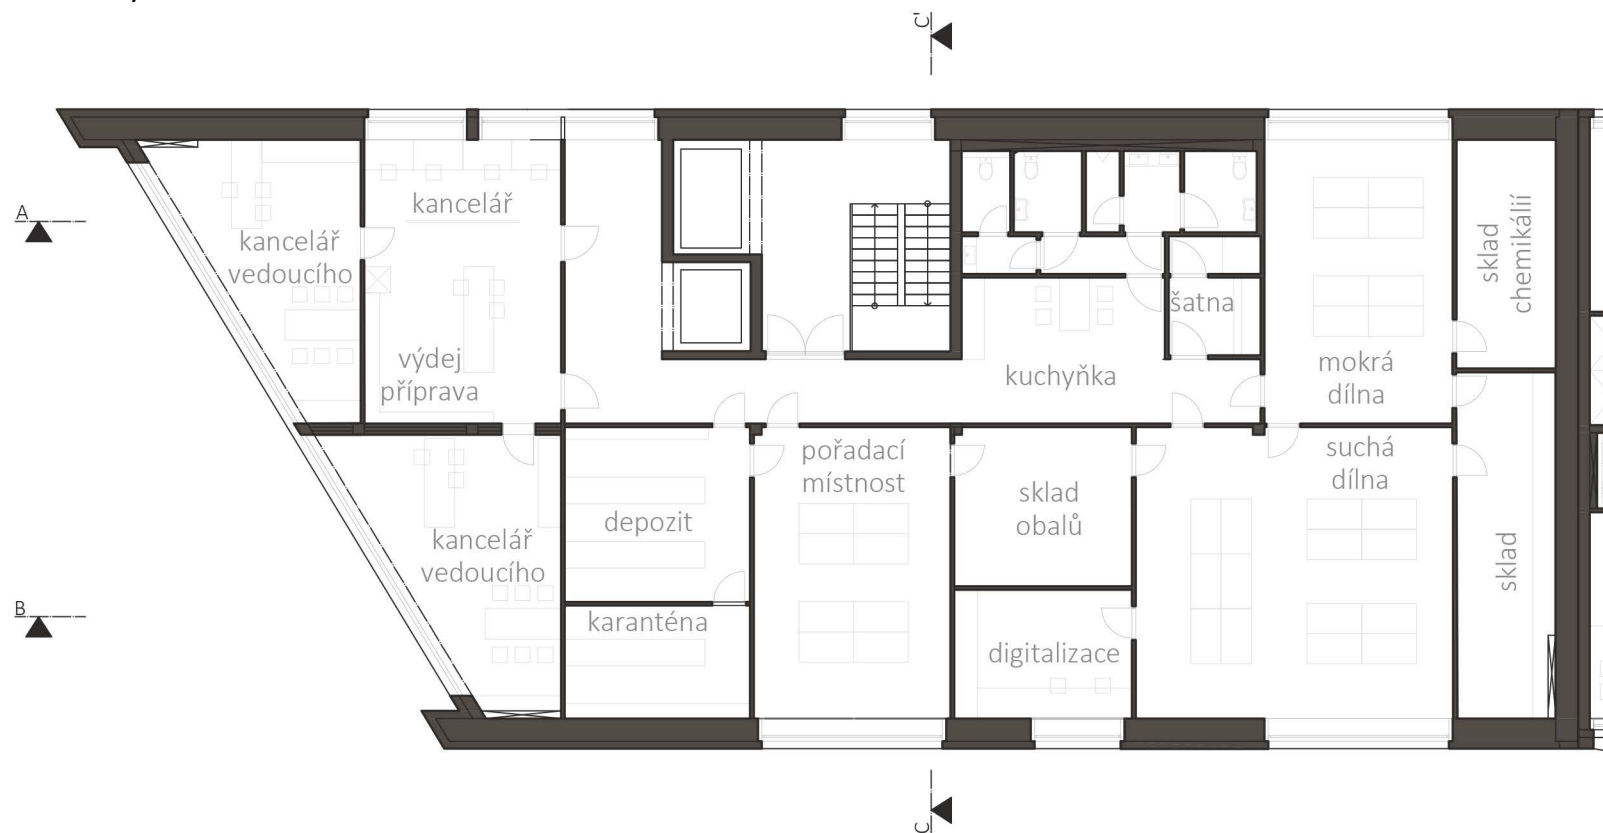 C'
A
kancelář
kancelář
vedoucího
výdej
příprava
šatna
kuchyňka
mokrá
dílna
sklad
chemikálií
pořadací
místnost
suchá
dílna
sklad
obalů
depozit
kancelář
vedoucího
sklad
B
karanténa
digitalizace
C